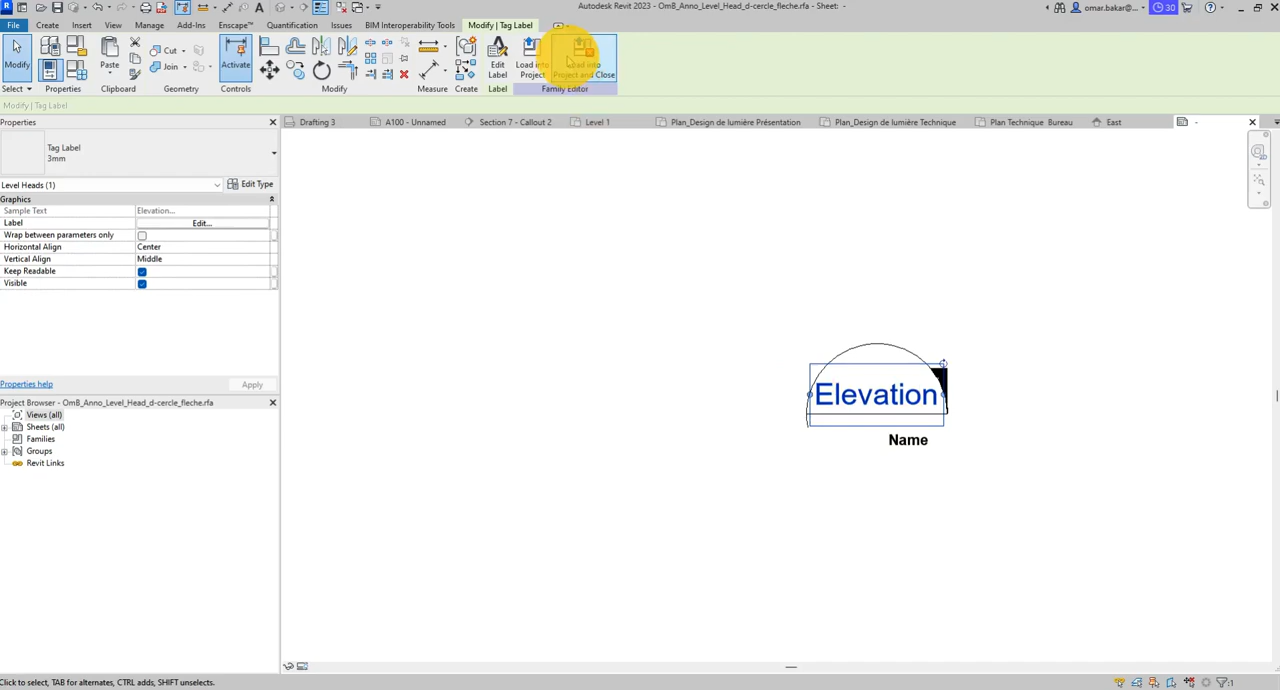 Autodesk Revit 2023 - OmB_Anno_Level_Head_d-cercle_fleche.rfa - Sheet: -
omar.bakar@...
30
File Create Insert View Manage Add-Ins Enscape™ Quantification Issues BIM Interoperability Tools Modify | Tag Label
Modify
Paste
Cut
Join
Activate
Edit
Label
Load into
Project
Load into
Project and Close
Select Properties Clipboard Geometry Controls Modify Measure Create Label Family Editor
Modify | Tag Label
Properties
Drafting 3 A100 - Unnamed Section 7 - Callout 2 Level 1 Plan_Design de lumière Présentation Plan_Design de lumière Technique Plan Technique Bureau East -
Tag Label
3mm
Level Heads (1) Edit Type
Graphics
Sample Text Elevation...
Label Edit...
Wrap between parameters only
Horizontal Align Center
Vertical Align Middle
Keep Readable
Visible
Properties help Apply
Project Browser - OmB_Anno_Level_Head_d-cercle_fleche.rfa
Views (all)
Sheets (all)
Families
Groups
Revit Links
Elevation
Name
Click to select, TAB for alternates, CTRL adds, SHIFT unselects.
:1